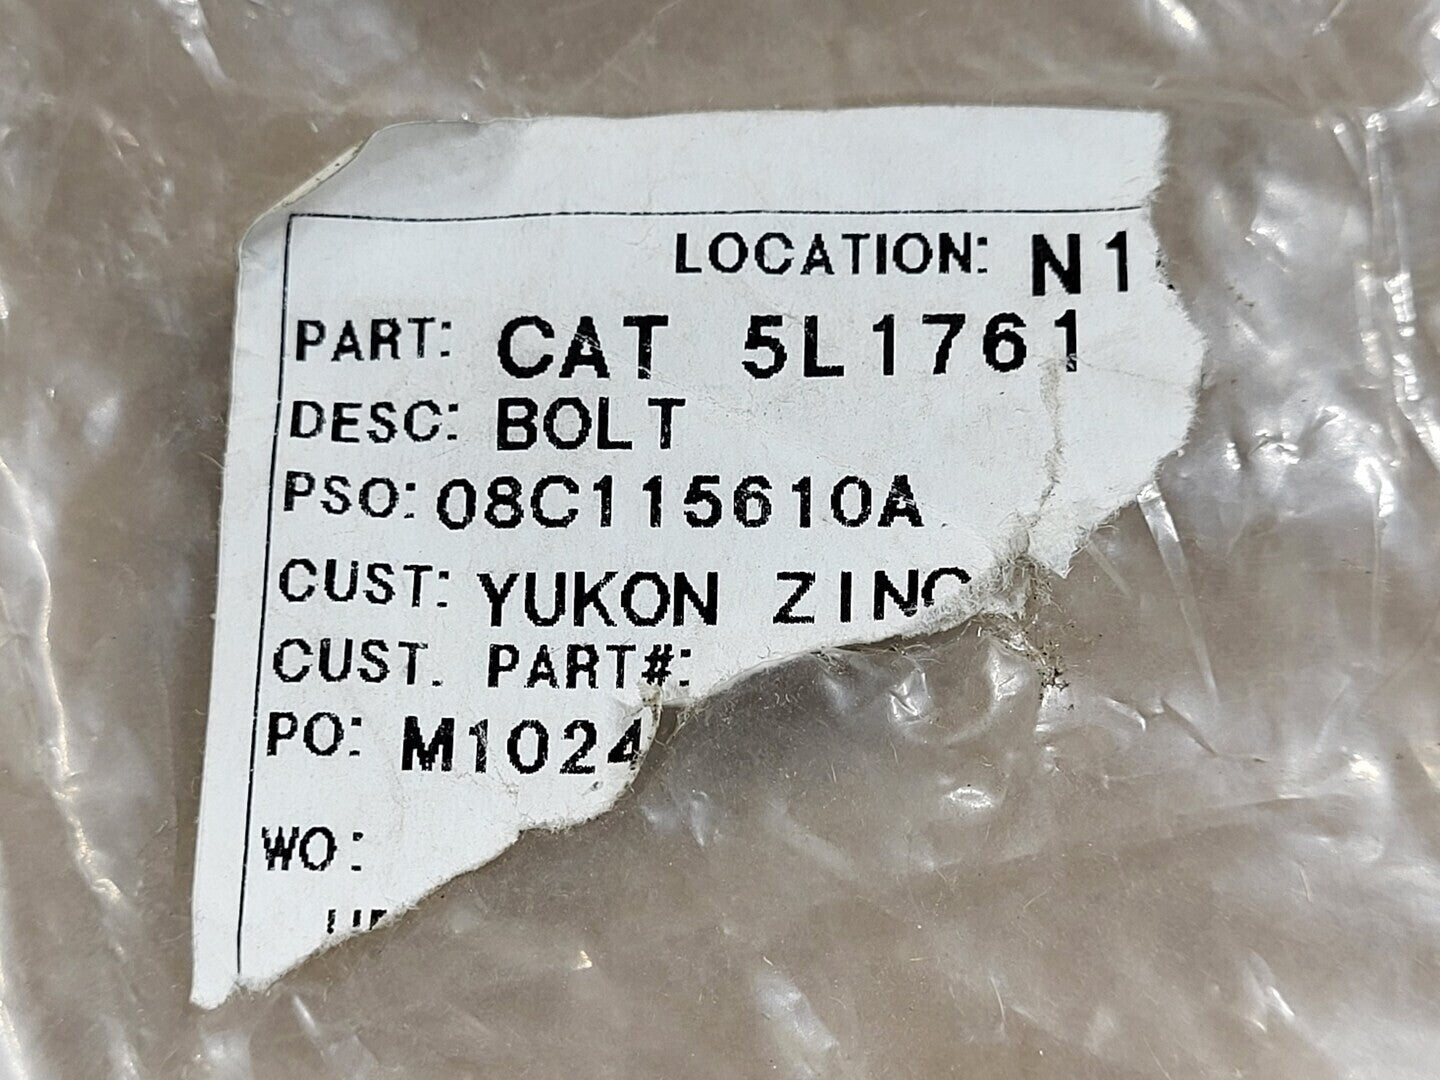 LOCATION: N1
PART: CAT 5L1761
DESC: BOLT
PSO: 08C115610A
CUST: YUKON ZINC
CUST. PART#:
PO: M1024
WO: